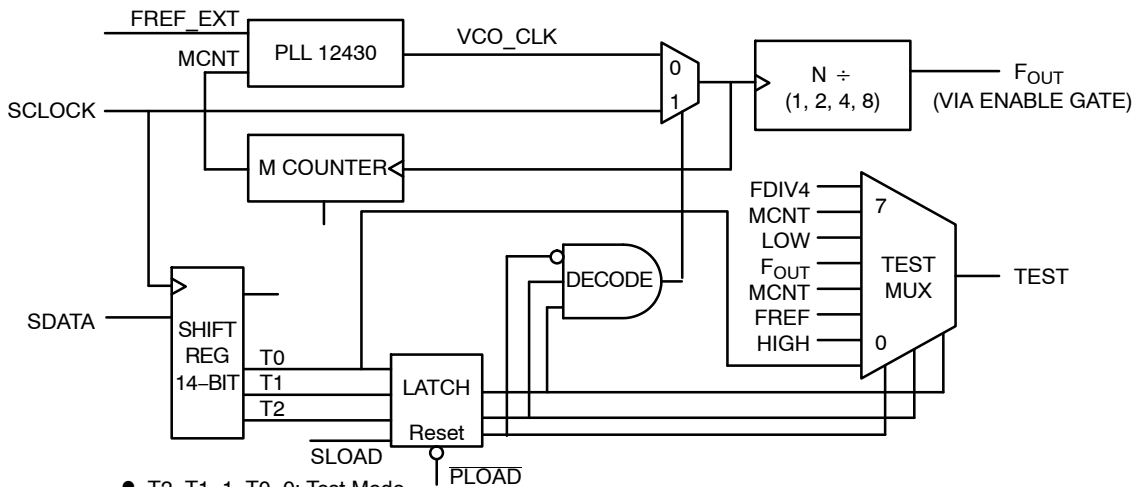 FREF_EXT
MCNT
PLL 12430
VCO_CLK
SCLOCK
0
1
N ÷
(1, 2, 4, 8)
FOUT
(VIA ENABLE GATE)
M COUNTER
FDIV4
MCNT
LOW
FOUT
MCNT
FREF
HIGH
7
TEST
MUX
0
TEST
DECODE
SDATA
SHIFT
REG
14–BIT
T0
T1
T2
LATCH
Reset
SLOAD
PLOAD